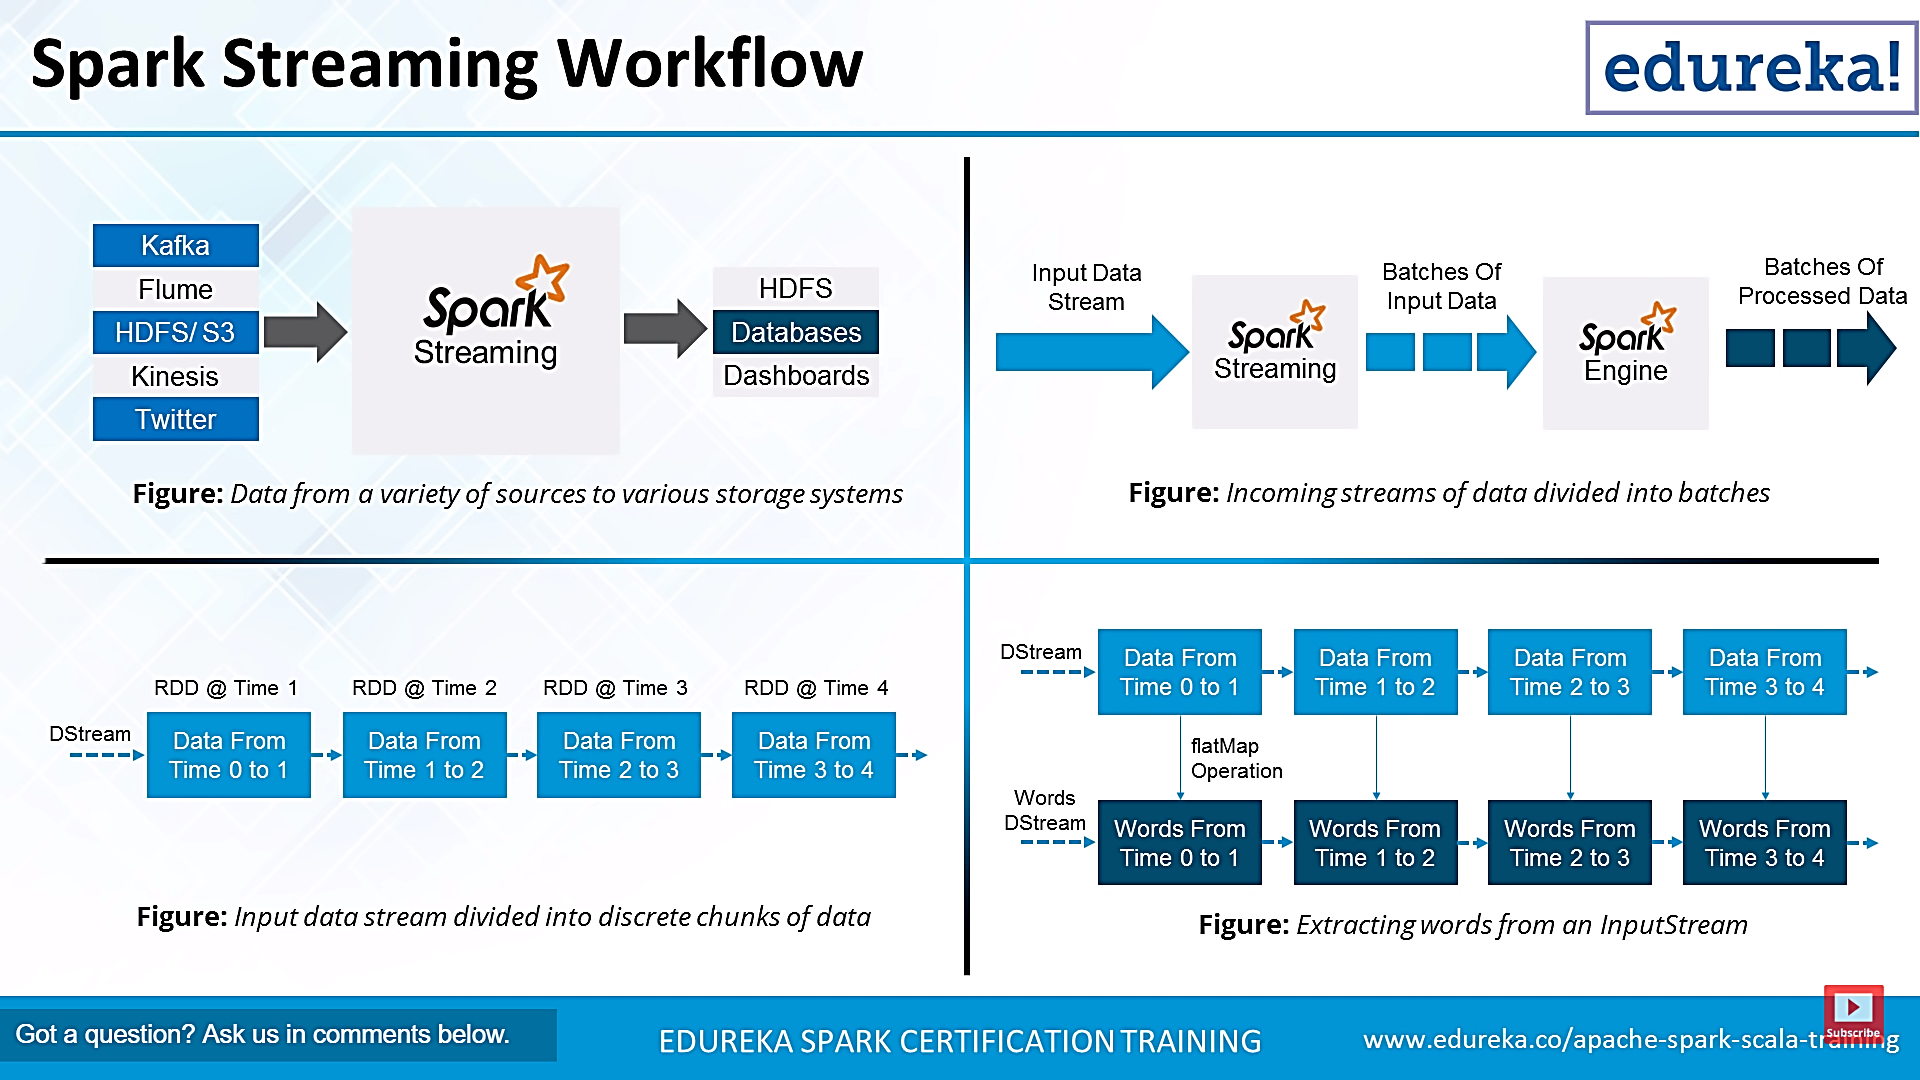 Spark Streaming Workflow
edureka!
Kafka
Flume
HDFS/ S3
Kinesis
Twitter
Spark
Streaming
HDFS
Databases
Dashboards
Figure: Data from a variety of sources to various storage systems
Input Data
Stream
Spark
Streaming
Batches Of
Input Data
Spark
Engine
Batches Of
Processed Data
Figure: Incoming streams of data divided into batches
DStream
RDD @ Time 1
Data From
Time 0 to 1
RDD @ Time 2
Data From
Time 1 to 2
RDD @ Time 3
Data From
Time 2 to 3
RDD @ Time 4
Data From
Time 3 to 4
Figure: Input data stream divided into discrete chunks of data
DStream
Data From
Time 0 to 1
Data From
Time 1 to 2
Data From
Time 2 to 3
Data From
Time 3 to 4
flatMap
Operation
Words
DStream
Words From
Time 0 to 1
Words From
Time 1 to 2
Words From
Time 2 to 3
Words From
Time 3 to 4
Figure: Extracting words from an InputStream
Got a question? Ask us in comments below.
EDUREKA SPARK CERTIFICATION TRAINING
www.edureka.co/apache-spark-scala-training
Subscribe